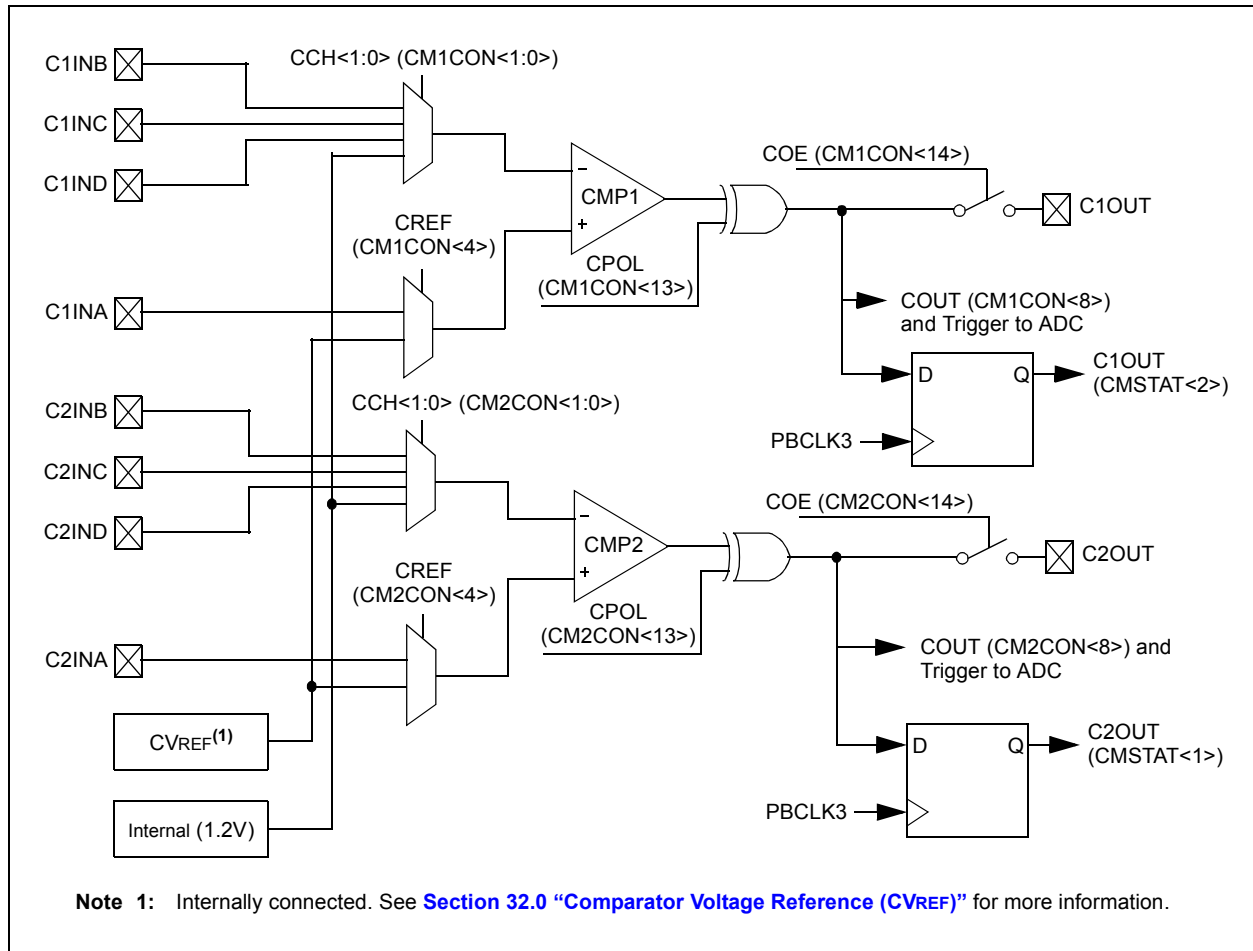 C1INB
CCH<1:0> (CM1CON<1:0>)
C1INC
COE (CM1CON<14>)
C1IND
–
CMP1
C1OUT
CREF
(CM1CON<4>)
+
CPOL
(CM1CON<13>)
C1INA
COUT (CM1CON<8>)
and Trigger to ADC
D
Q
C1OUT
(CMSTAT<2>)
C2INB
CCH<1:0> (CM2CON<1:0>)
PBCLK3
C2INC
COE (CM2CON<14>)
C2IND
–
CMP2
C2OUT
CREF
(CM2CON<4>)
+
CPOL
(CM2CON<13>)
C2INA
COUT (CM2CON<8>) and
Trigger to ADC
CVREF(1)
D
Q
C2OUT
(CMSTAT<1>)
PBCLK3
Internal (1.2V)
Note 1: Internally connected. See Section 32.0 “Comparator Voltage Reference (CVREF)” for more information.